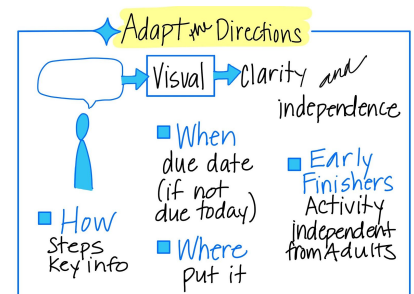 Adapt the Directions
Visual
Clarity and
independence
How
Steps
Key info
When
due date
(if not
due today)
Where
put it
Early
Finishers
Activity
independent
from Adults